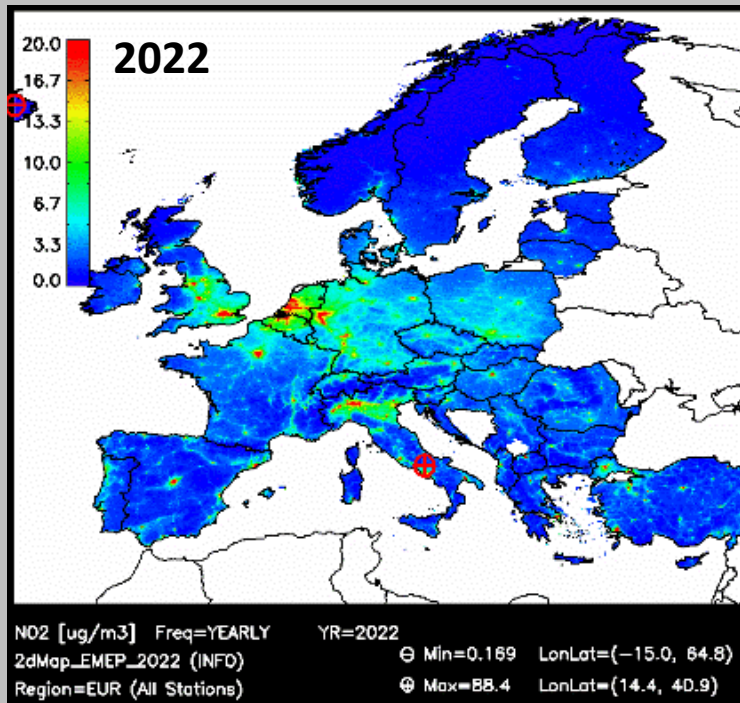 2022
20.0
16.7
13.3
10.0
6.7
3.3
0.0
NO2 [ug/m3] Freq=YEARLY YR=2022
2dMap_EMEP_2022 (INFO)
Region=EUR (All Stations)
⊖ Min=0.169 LonLat=(-15.0, 64.8)
⊕ Max=88.4 LonLat=(14.4, 40.9)